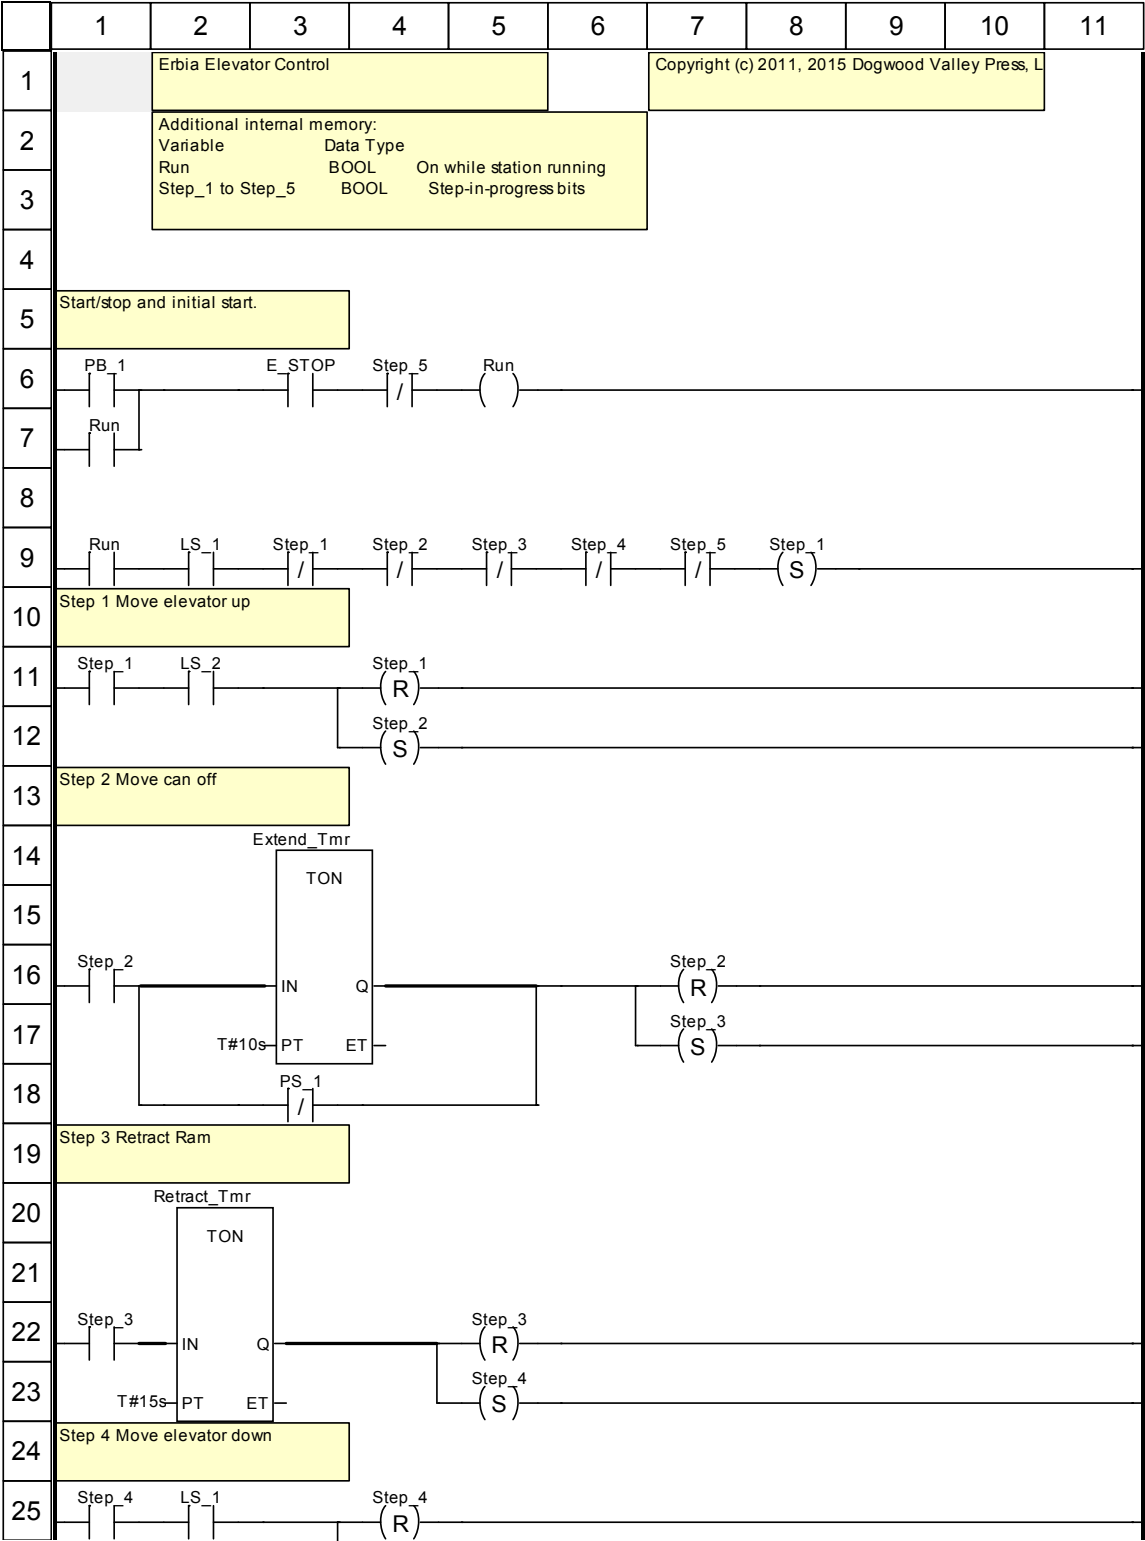 1 2 3 4 5 6 7 8 9 10 11
1 Erbia Elevator Control Copyright (c) 2011, 2015 Dogwood Valley Press, L
2 Additional internal memory:
Variable Data Type
Run BOOL On while station running
3 Step_1 to Step_5 BOOL Step-in-progress bits
4
5 Start/stop and initial start.
PB_1 E_STOP Step_5 Run
6 / ( )
7 Run
8
Run LS_1 Step_1 Step_2 Step_3 Step_4 Step_5 Step_1
9 / / / / / (S)
10 Step 1 Move elevator up
Step_1 LS_2 Step_1
11 (R)
Step_2
12 (S)
13 Step 2 Move can off
Extend_Tmr
14 TON
15
Step_2 Step_2
16 IN Q (R)
Step_3
17 T#10s PT ET (S)
PS_1
18 /
19 Step 3 Retract Ram
Retract_Tmr
20 TON
21
Step_3 Step_3
22 IN Q (R)
Step_4
23 T#15s PT ET (S)
24 Step 4 Move elevator down
Step_4 LS_1 Step_4
25 (R)